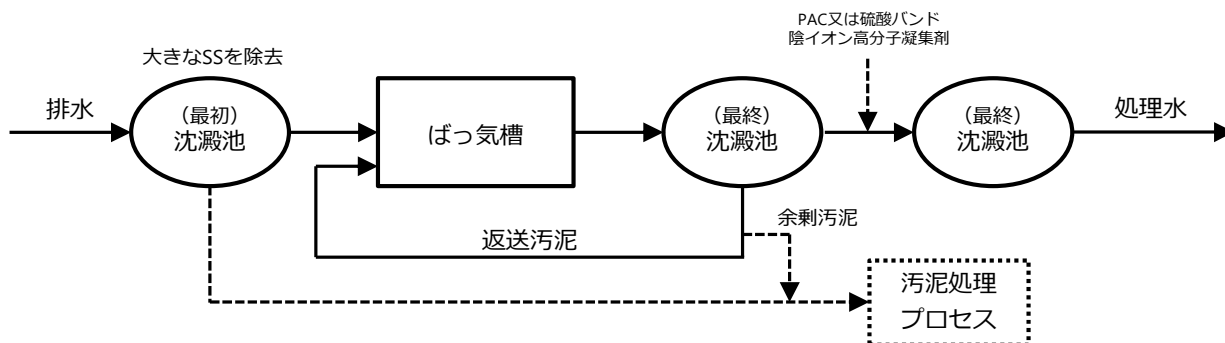 PAC又は硫酸バンド
陰イオン高分子凝集剤
大きなSSを除去
排水
（最初）
沈澱池
ばっ気槽
（最終）
沈澱池
（最終）
沈澱池
処理水
余剰汚泥
返送汚泥
汚泥処理
プロセス